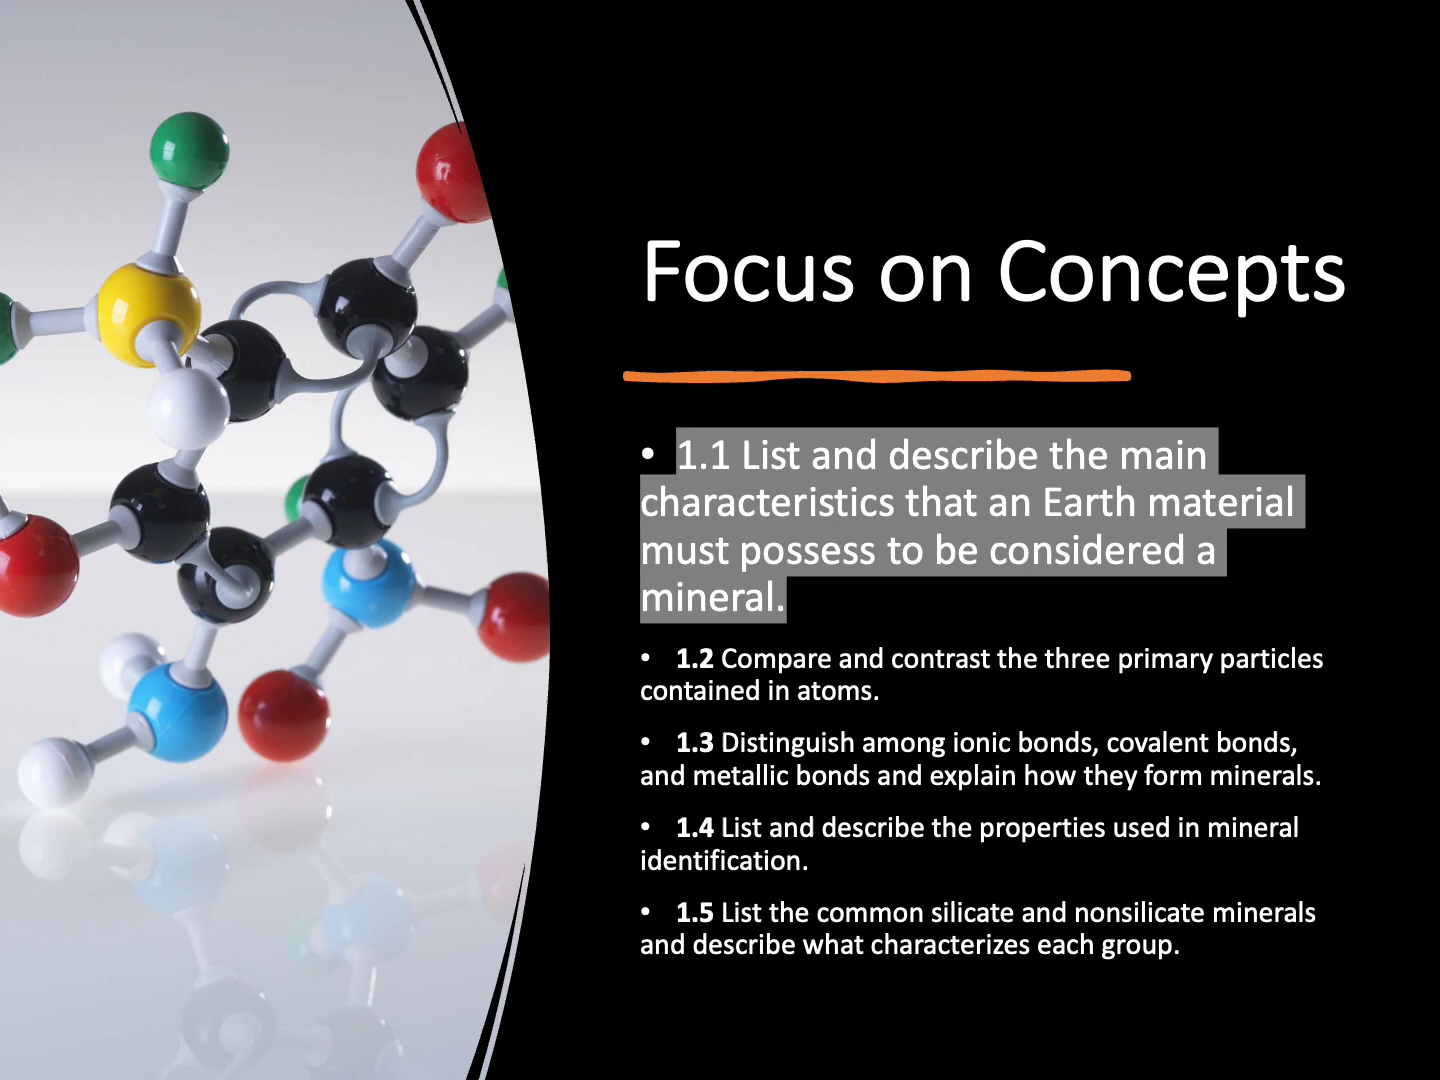 Focus on Concepts
• 1.1 List and describe the main
characteristics that an Earth material
must possess to be considered a
mineral.
• 1.2 Compare and contrast the three primary particles
contained in atoms.
• 1.3 Distinguish among ionic bonds, covalent bonds,
and metallic bonds and explain how they form minerals.
• 1.4 List and describe the properties used in mineral
identification.
• 1.5 List the common silicate and nonsilicate minerals
and describe what characterizes each group.